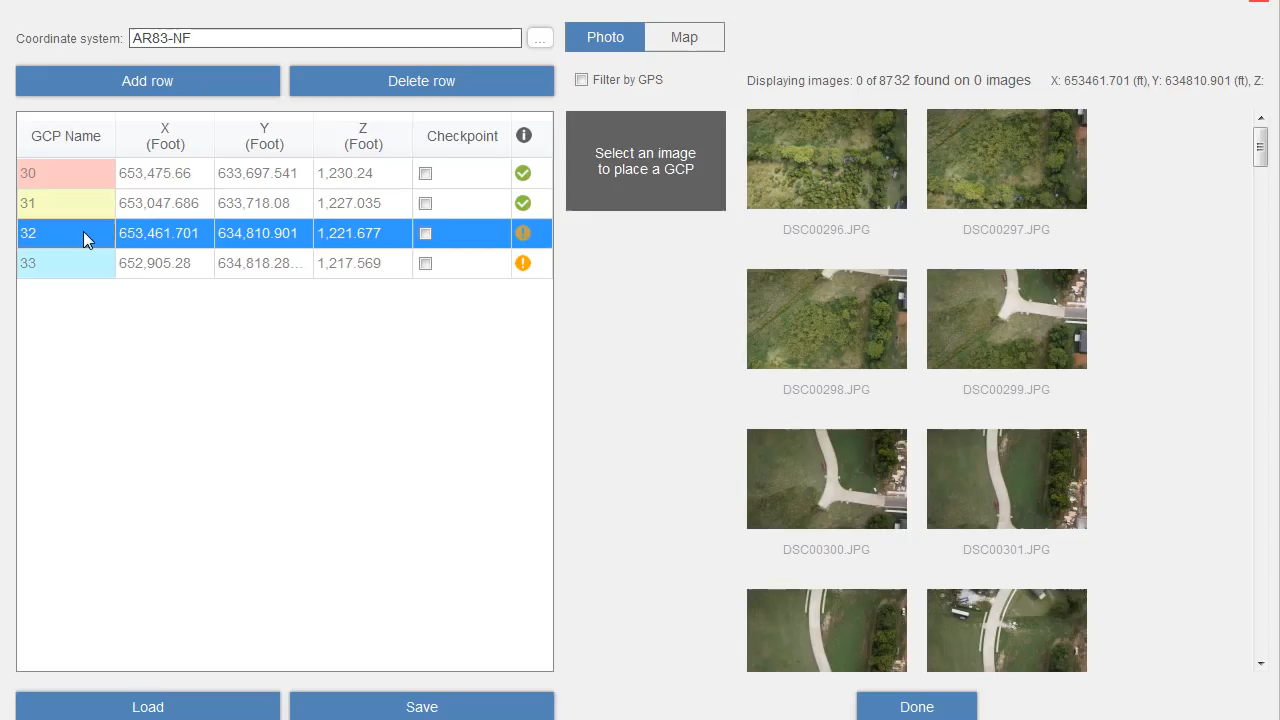 Coordinate system: AR83-NF ... Photo Map
Add row Delete row
Filter by GPS
Displaying images: 0 of 8732 found on 0 images X: 653461.701 (ft), Y: 634810.901 (ft), Z:
GCP Name X (Foot) Y (Foot) Z (Foot) Checkpoint
30 653,475.66 633,697.541 1,230.24
31 653,047.686 633,718.08 1,227.035
32 653,461.701 634,810.901 1,221.677
33 652,905.28 634,818.28... 1,217.569
Select an image
to place a GCP
DSC00296.JPG DSC00297.JPG
DSC00298.JPG DSC00299.JPG
DSC00300.JPG DSC00301.JPG
Load Save Done